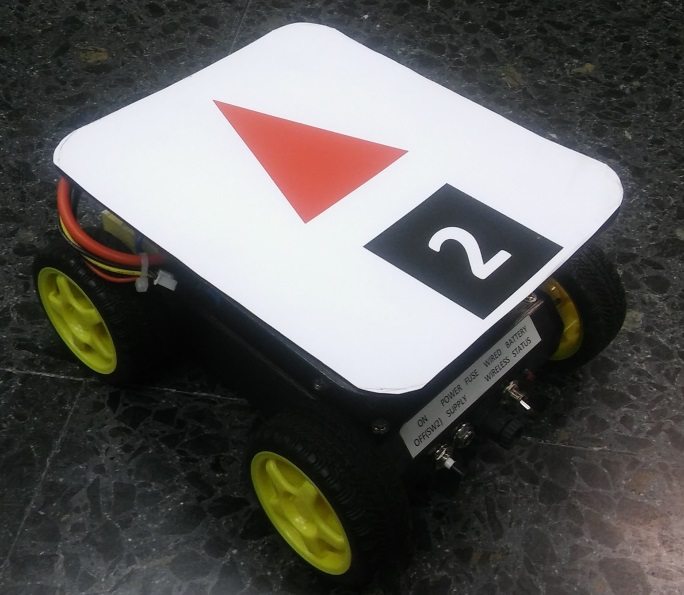 2
ON POWER FUSE WIRED BATTERY
OFF(SW2) SUPPLY WIRELESS STATUS